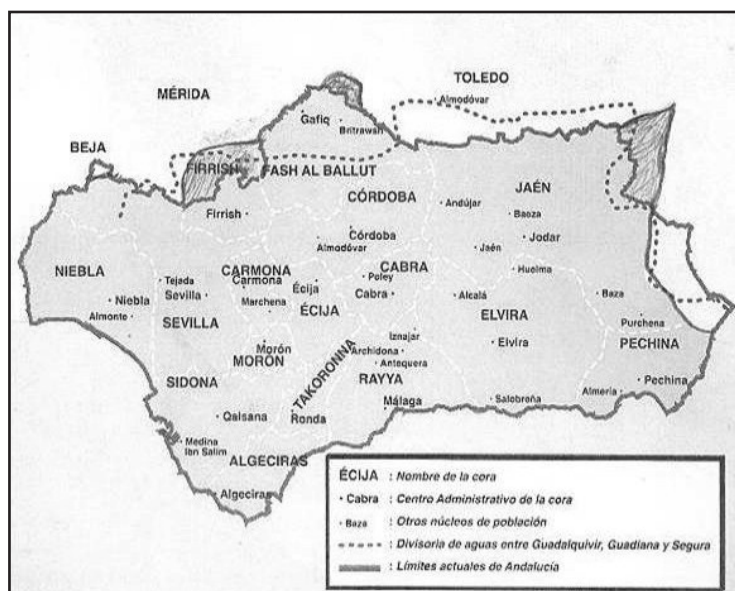 TOLEDO
MÉRIDA
Almodóvar
Gafiq
Britrawsh
BEJA
FIRRISH
FASH AL BALLUT
JAÉN
CÓRDOBA
Firrish
Andújar
Baeza
Córdoba
Almodóvar
Jodar
Jaén
NIEBLA
CARMONA
CABRA
Huelma
Tejada
Carmona
Écija
Poley
Sevilla
Cabra
Alcalá
Baza
Niebla
Marchena
ÉCIJA
Almonte
SEVILLA
ELVIRA
Purchena
Iznajar
Elvira
PECHINA
Morón
Archidona
MORÓN
Antequera
SIDONA
TAKORONNA
RAYYA
Pechina
Almería
Málaga
Salobreña
Qalsana
Ronda
Medina
Ibn Salim
ALGECIRAS
Algeciras
ÉCIJA : Nombre de la cora
• Cabra : Centro Administrativo de la cora
• Baza : Otros núcleos de población
: Divisoria de aguas entre Guadalquivir, Guadiana y Segura
: Límites actuales de Andalucía